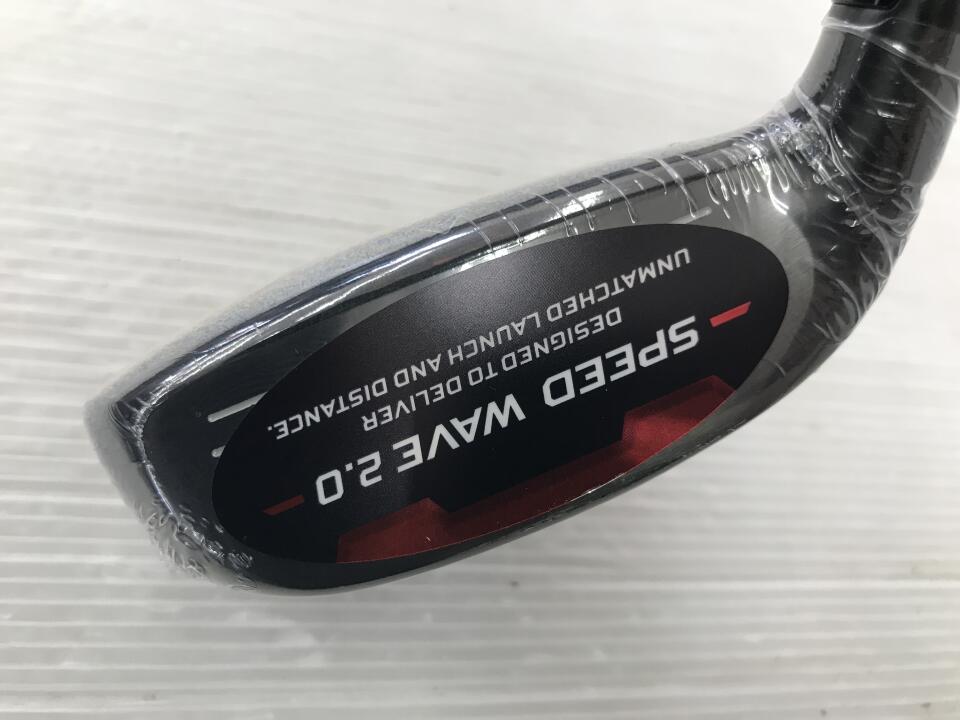 SPEED WAVE 2.0
DESIGNED TO DELIVER
UNMATCHED LAUNCH AND DISTANCE.